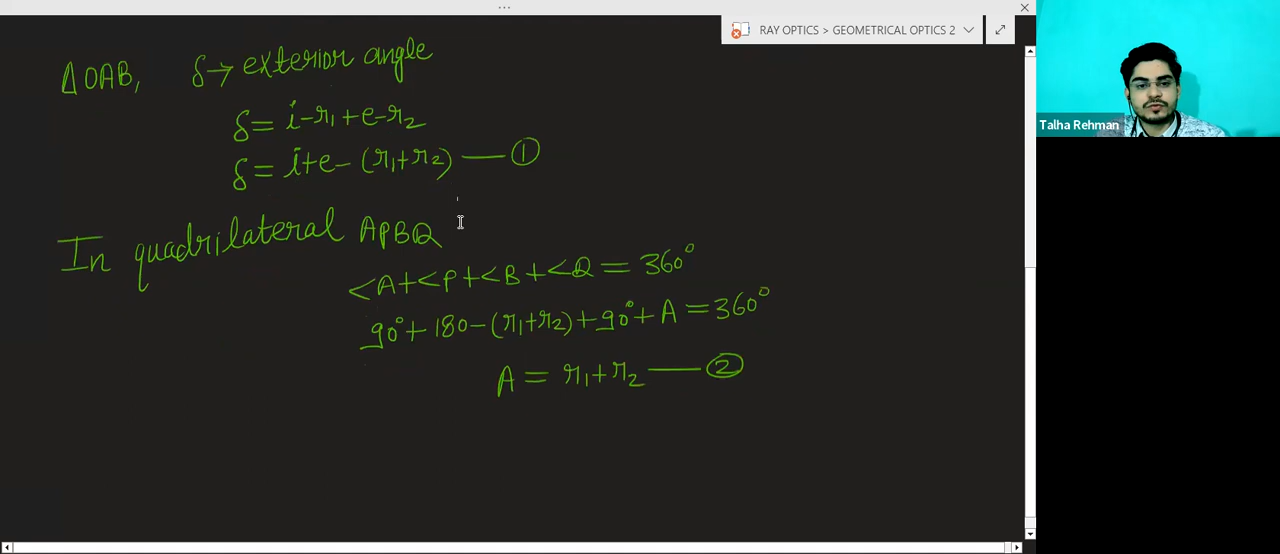 RAY OPTICS > GEOMETRICAL OPTICS 2
Talha Rehman
ΔOAB, δ → exterior angle
δ = i - r₁ + e - r₂
δ = i + e - (r₁ + r₂) — ①
In quadrilateral APBQ
<A + <P + <B + <Q = 360°
90° + 180 - (r₁ + r₂) + 90° + A = 360°
A = r₁ + r₂ — ②